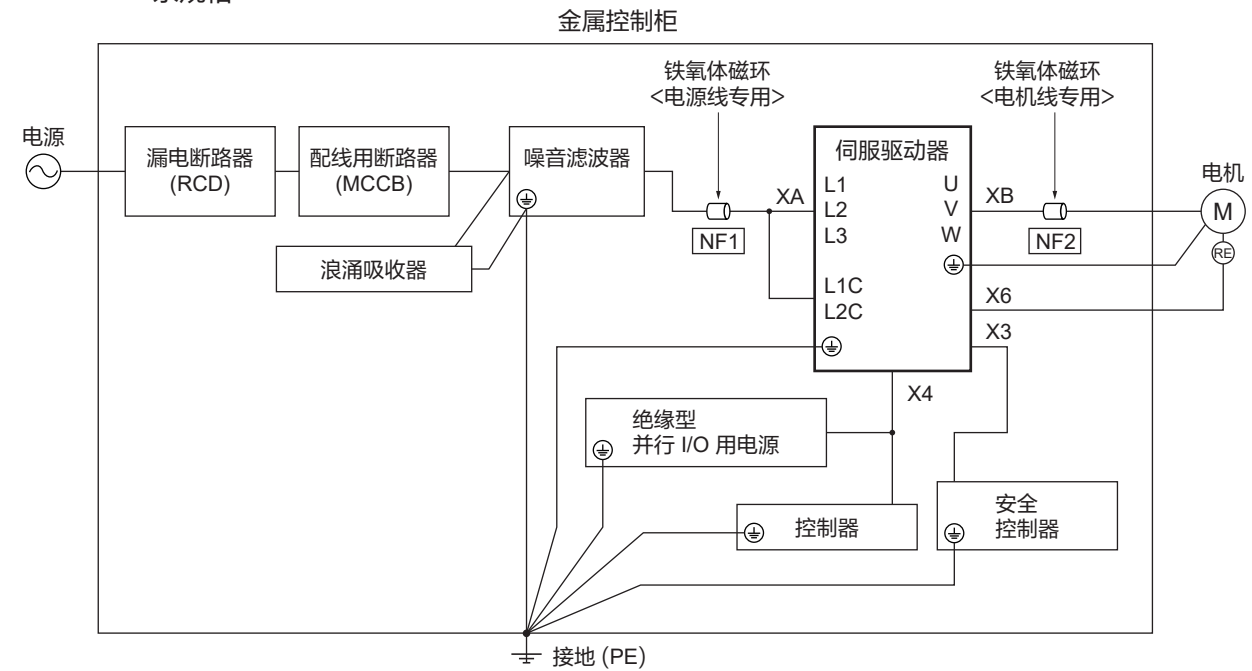 金属控制柜
铁氧体磁环
<电源线专用>
铁氧体磁环
<电机线专用>
电源
漏电断路器
(RCD)
配线用断路器
(MCCB)
噪音滤波器
伺服驱动器
电机
L1
L2
L3
L1C
L2C
U
V
W
XA
XB
NF1
NF2
M
RE
浪涌吸收器
X6
X3
X4
绝缘型
并行 I/O 用电源
控制器
安全
控制器
接地 (PE)